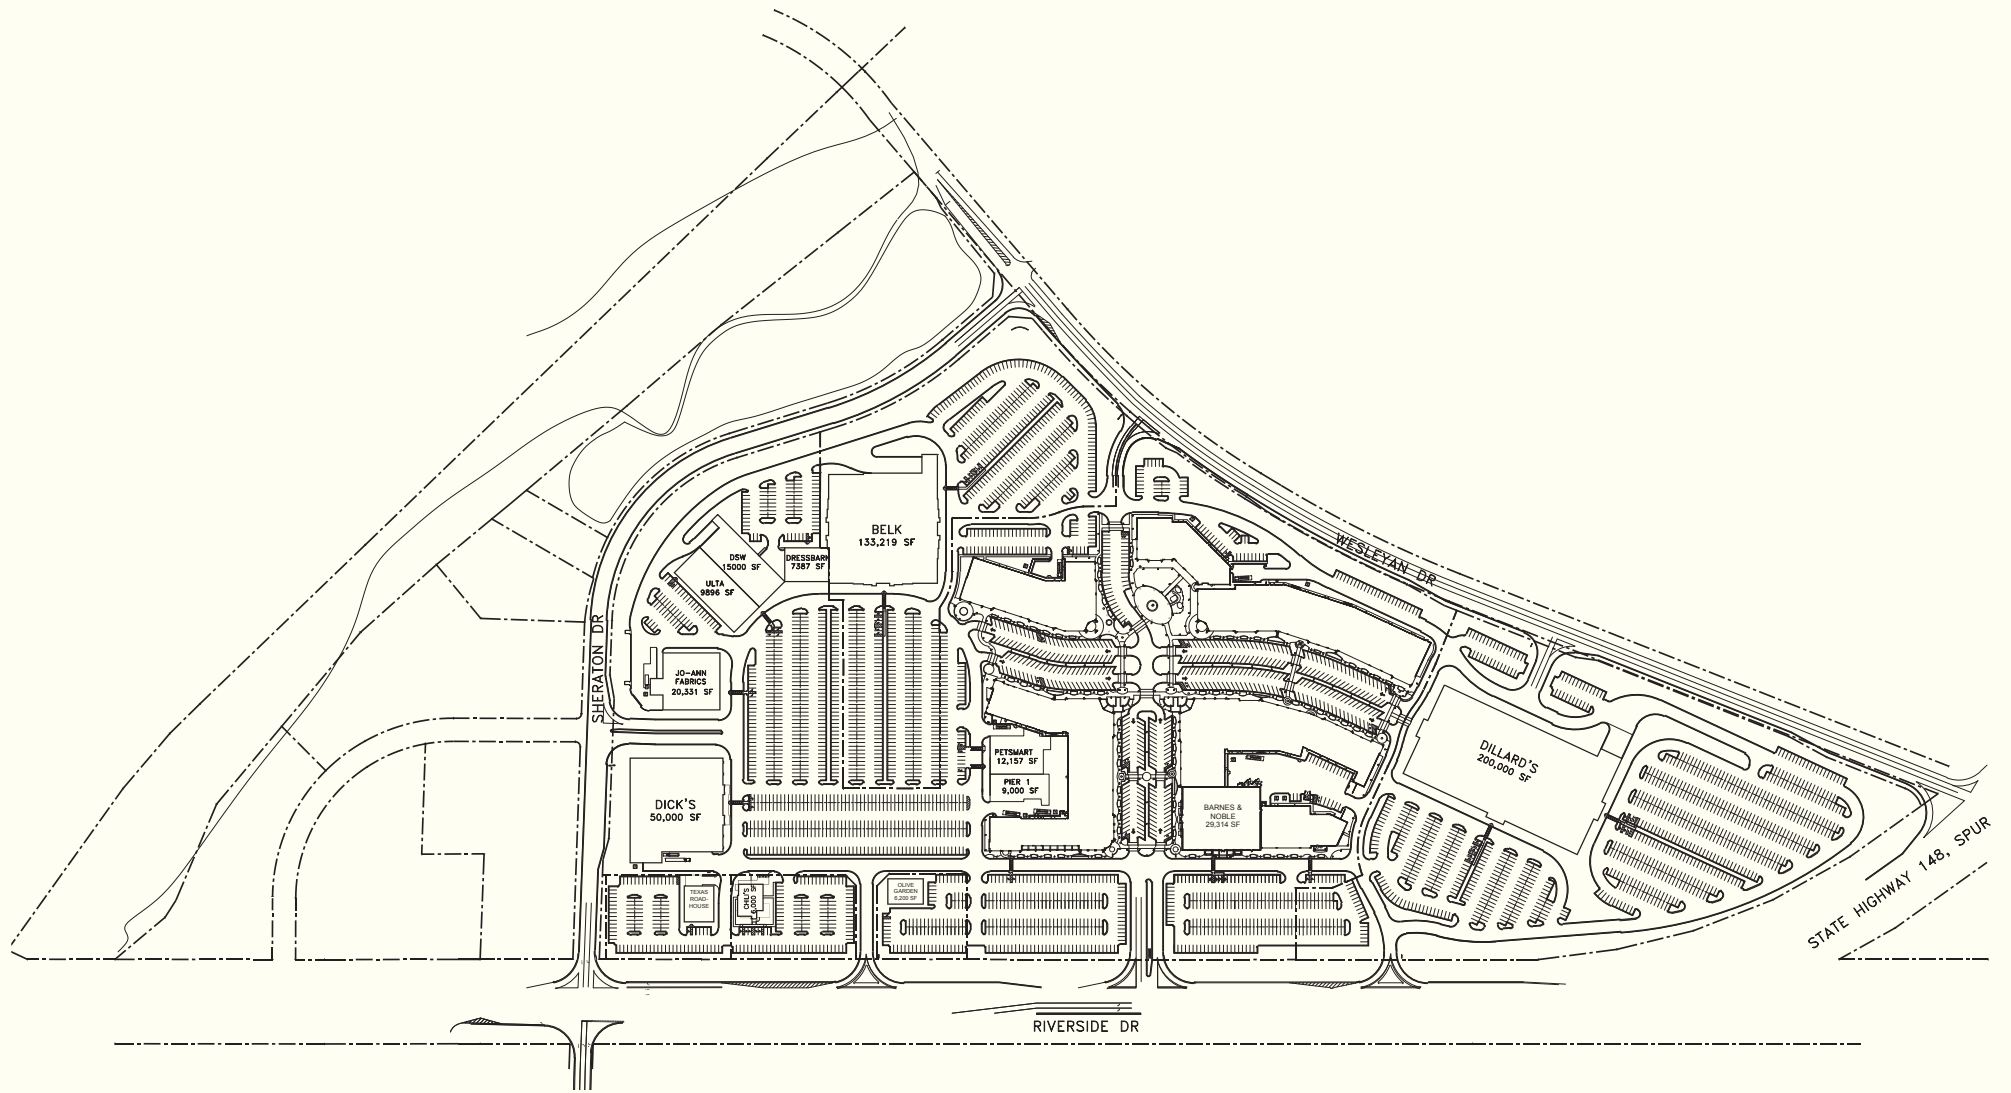 WESLEYAN DR
BELK
133,219 SF
DSW
15000 SF
DRESSBARN
7387 SF
ULTA
9896 SF
SHERATON DR
JO-ANN
FABRICS
20,331 SF
DILLARD'S
200,000 SF
PETSMART
12,157 SF
PIER 1
9,000 SF
DICK'S
50,000 SF
BARNES &
NOBLE
29,314 SF
STATE HIGHWAY 148, SPUR
TEXAS
ROAD-
HOUSE
CHILI'S
6,000 SF
OLIVE
GARDEN
8,200 SF
RIVERSIDE DR